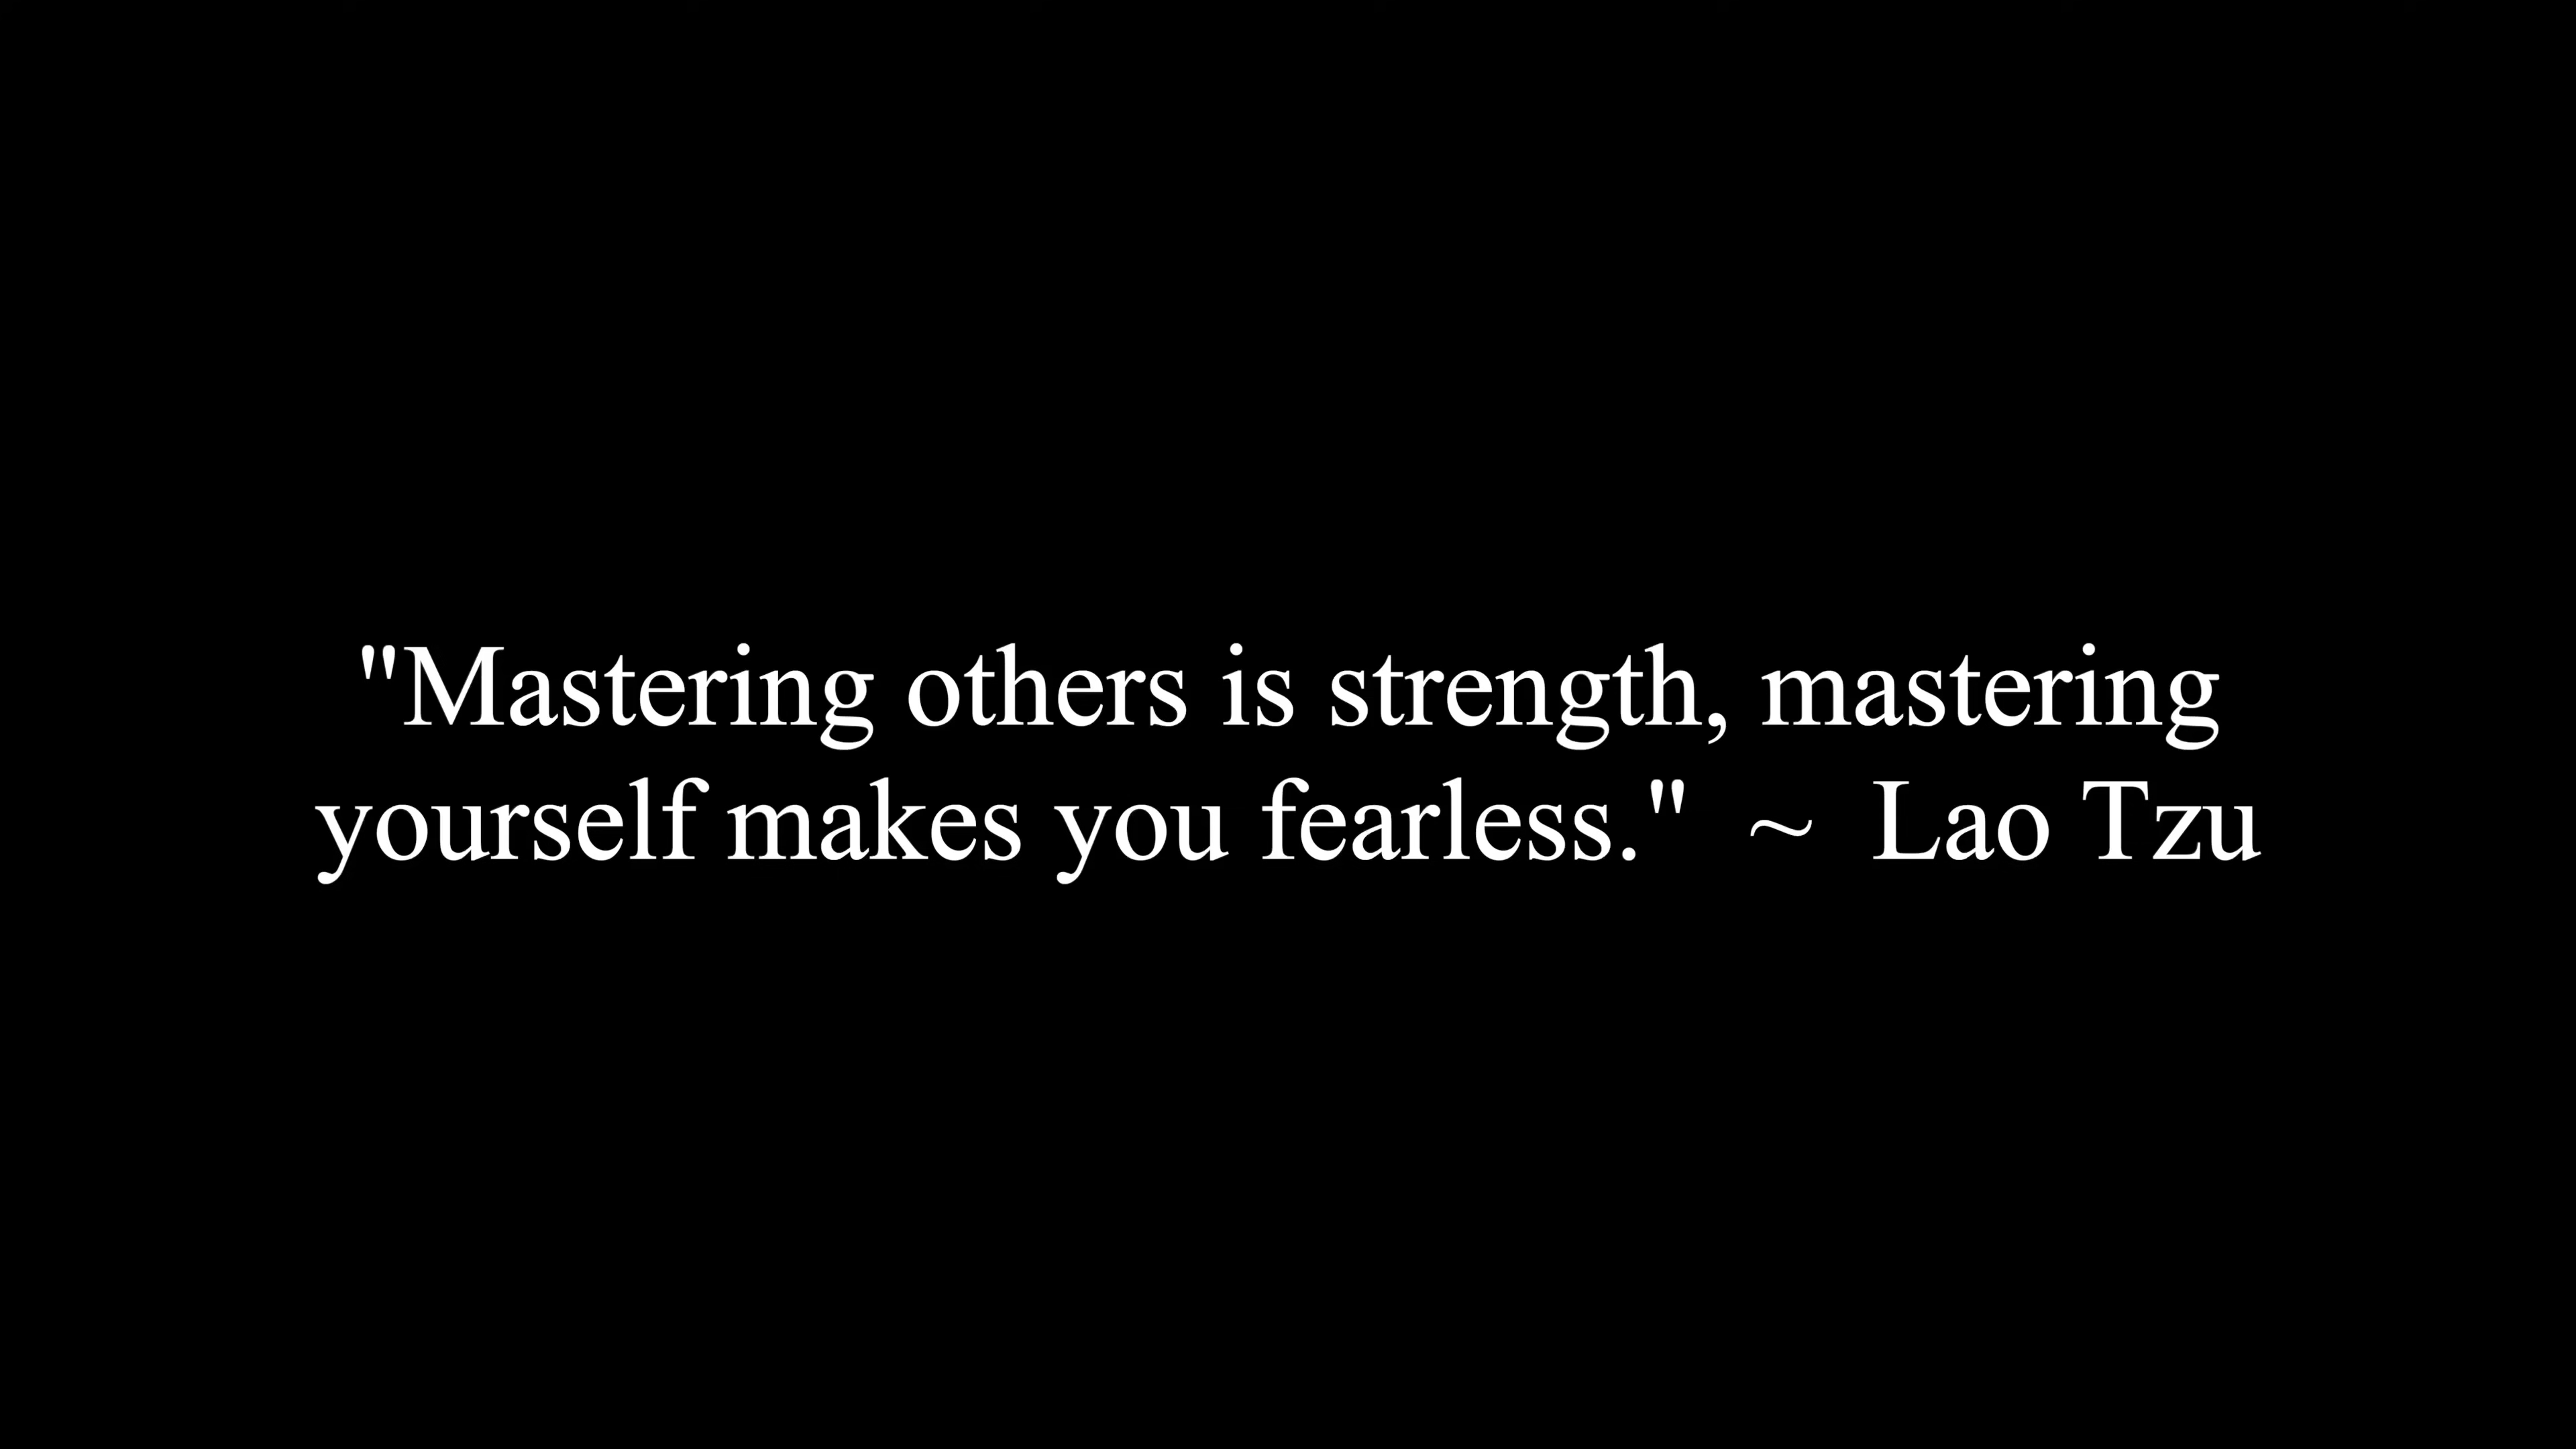 "Mastering others is strength, mastering
yourself makes you fearless."  ~  Lao Tzu